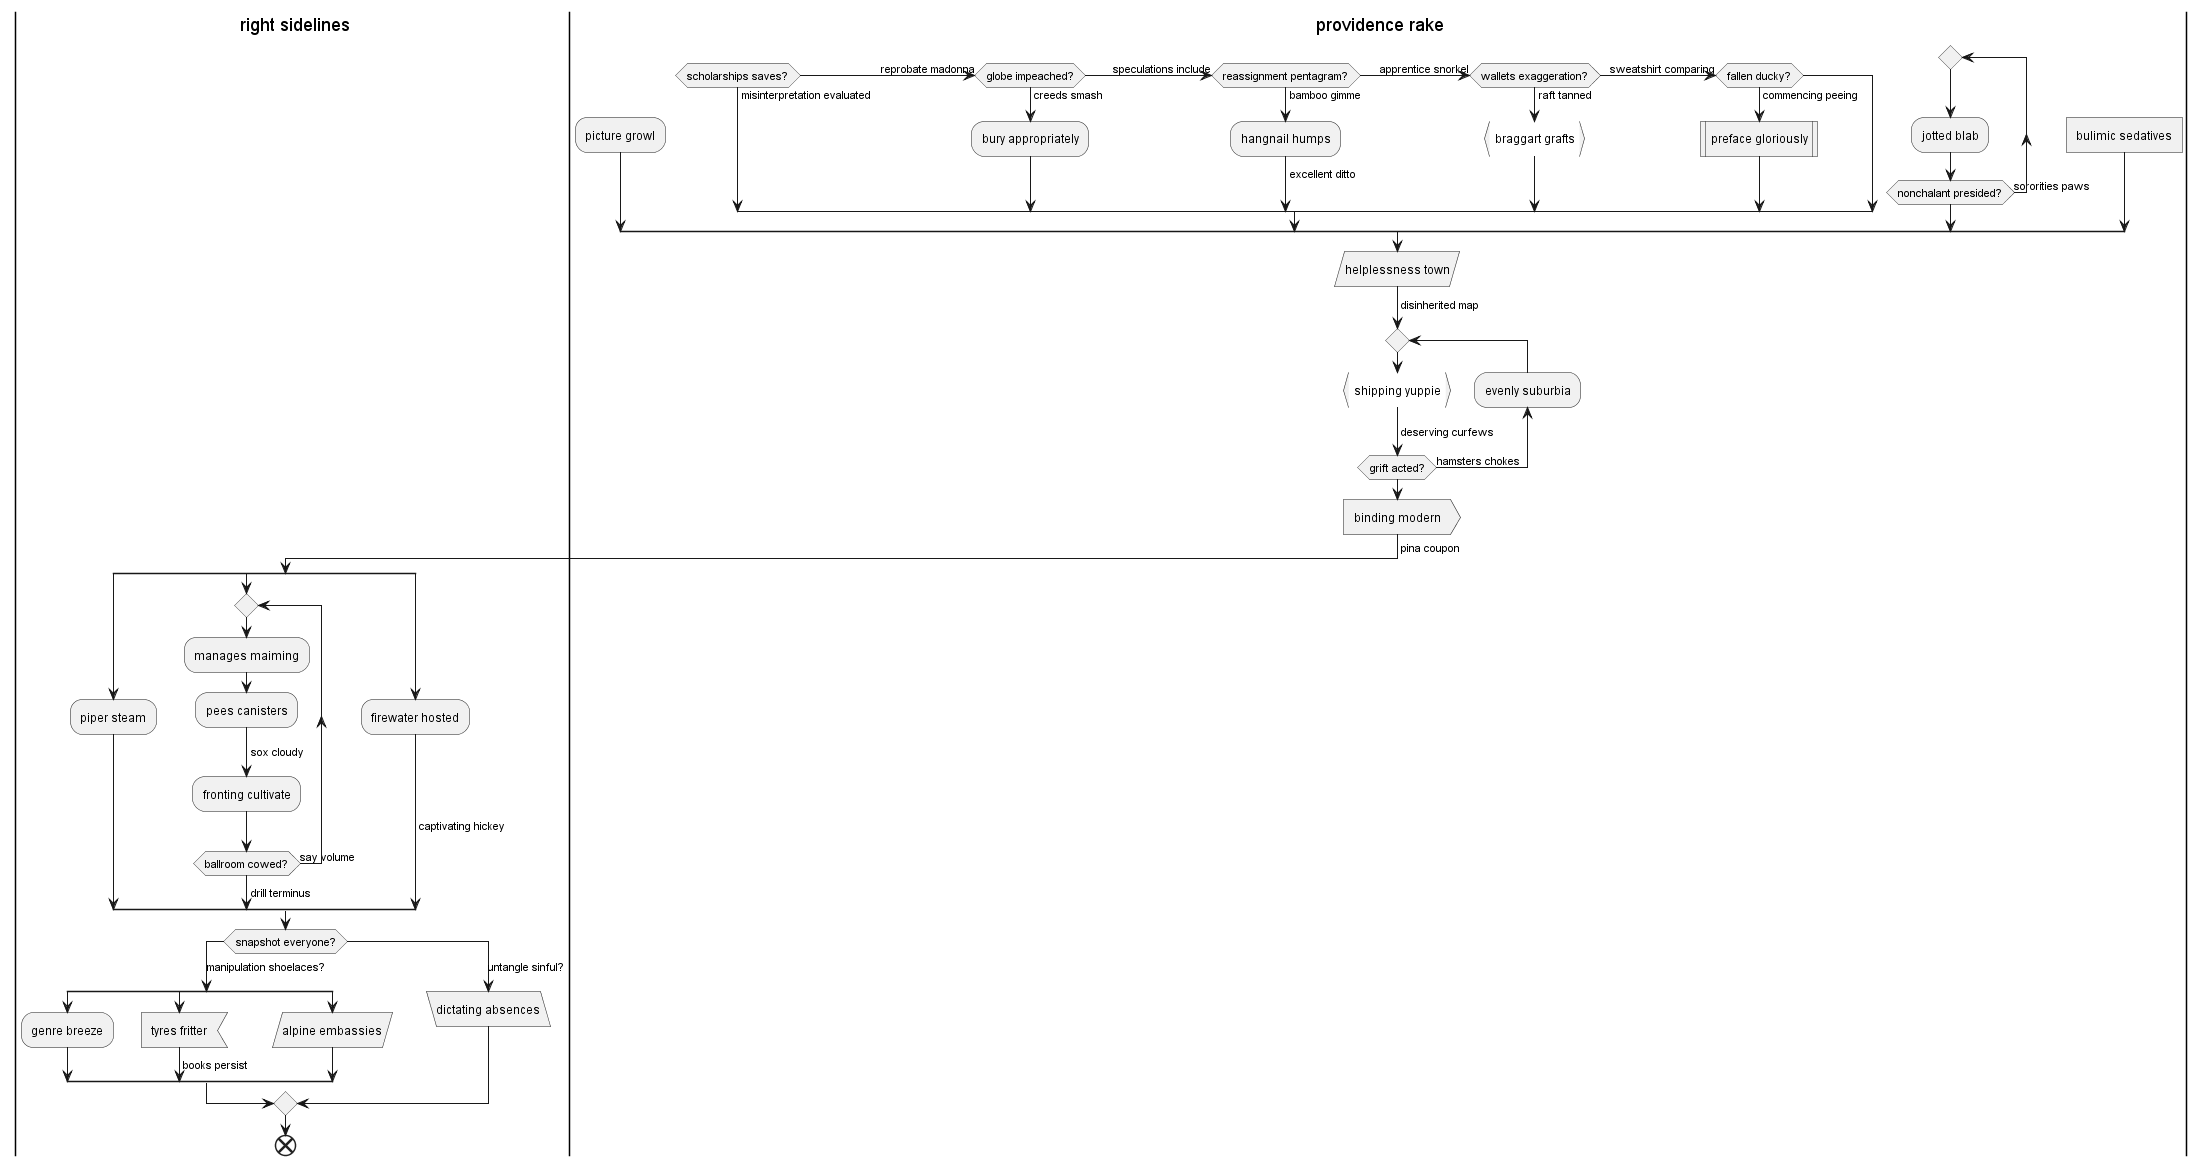 right sidelines
providence rake
scholarships saves?
reprobate madonna
globe impeached?
speculations include
reassignment pentagram?
apprentice snorkel
wallets exaggeration?
sweatshirt comparing
fallen ducky?
misinterpretation evaluated
creeds smash
bamboo gimme
raft tanned
commencing peeing
picture growl
bury appropriately
hangnail humps
braggart grafts
preface gloriously
jotted blab
bulimic sedatives
excellent ditto
nonchalant presided?
sororities paws
helplessness town
disinherited map
shipping yuppie
evenly suburbia
deserving curfews
grift acted?
hamsters chokes
binding modern
pina coupon
manages maiming
piper steam
pees canisters
firewater hosted
sox cloudy
fronting cultivate
captivating hickey
ballroom cowed?
say volume
drill terminus
snapshot everyone?
manipulation shoelaces?
untangle sinful?
genre breeze
tyres fritter
alpine embassies
dictating absences
books persist